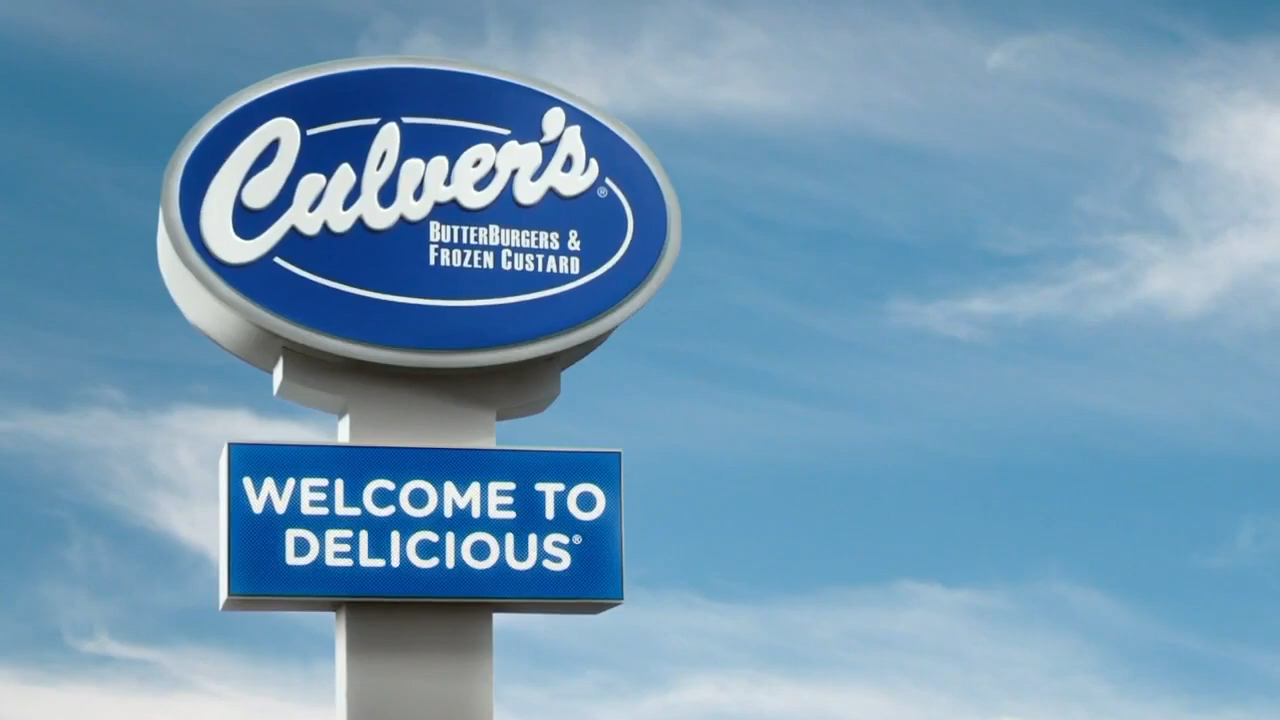 Culver's®
ButterBurgers &
Frozen Custard
WELCOME TO
DELICIOUS®